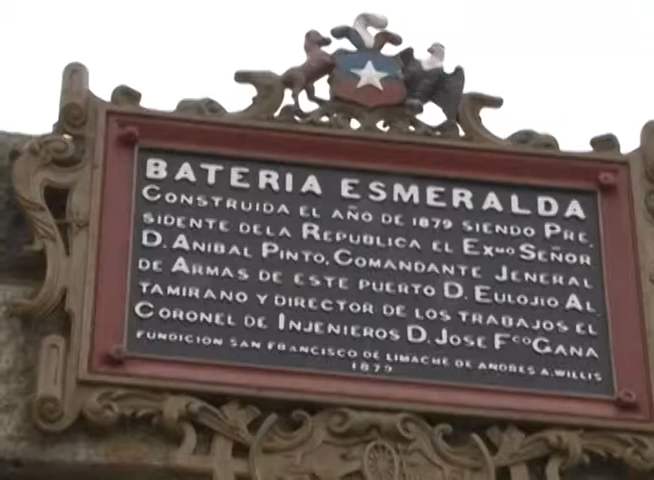 BATERIA ESMERALDA
CONSTRUIDA EL AÑO DE 1879 SIENDO PRE.
SIDENTE DE LA REPUBLICA EL EXMO SEÑOR
D. ANIBAL PINTO, COMANDANTE JENERAL
DE ARMAS DE ESTE PUERTO D. EULOJIO AL.
TAMIRANO Y DIRECTOR DE LOS TRABAJOS EL
CORONEL DE INJENIEROS D. JOSE FCO GANA
FUNDICION SAN FRANCISCO DE LIMACHE DE ANDRES A. WILLIS
1879